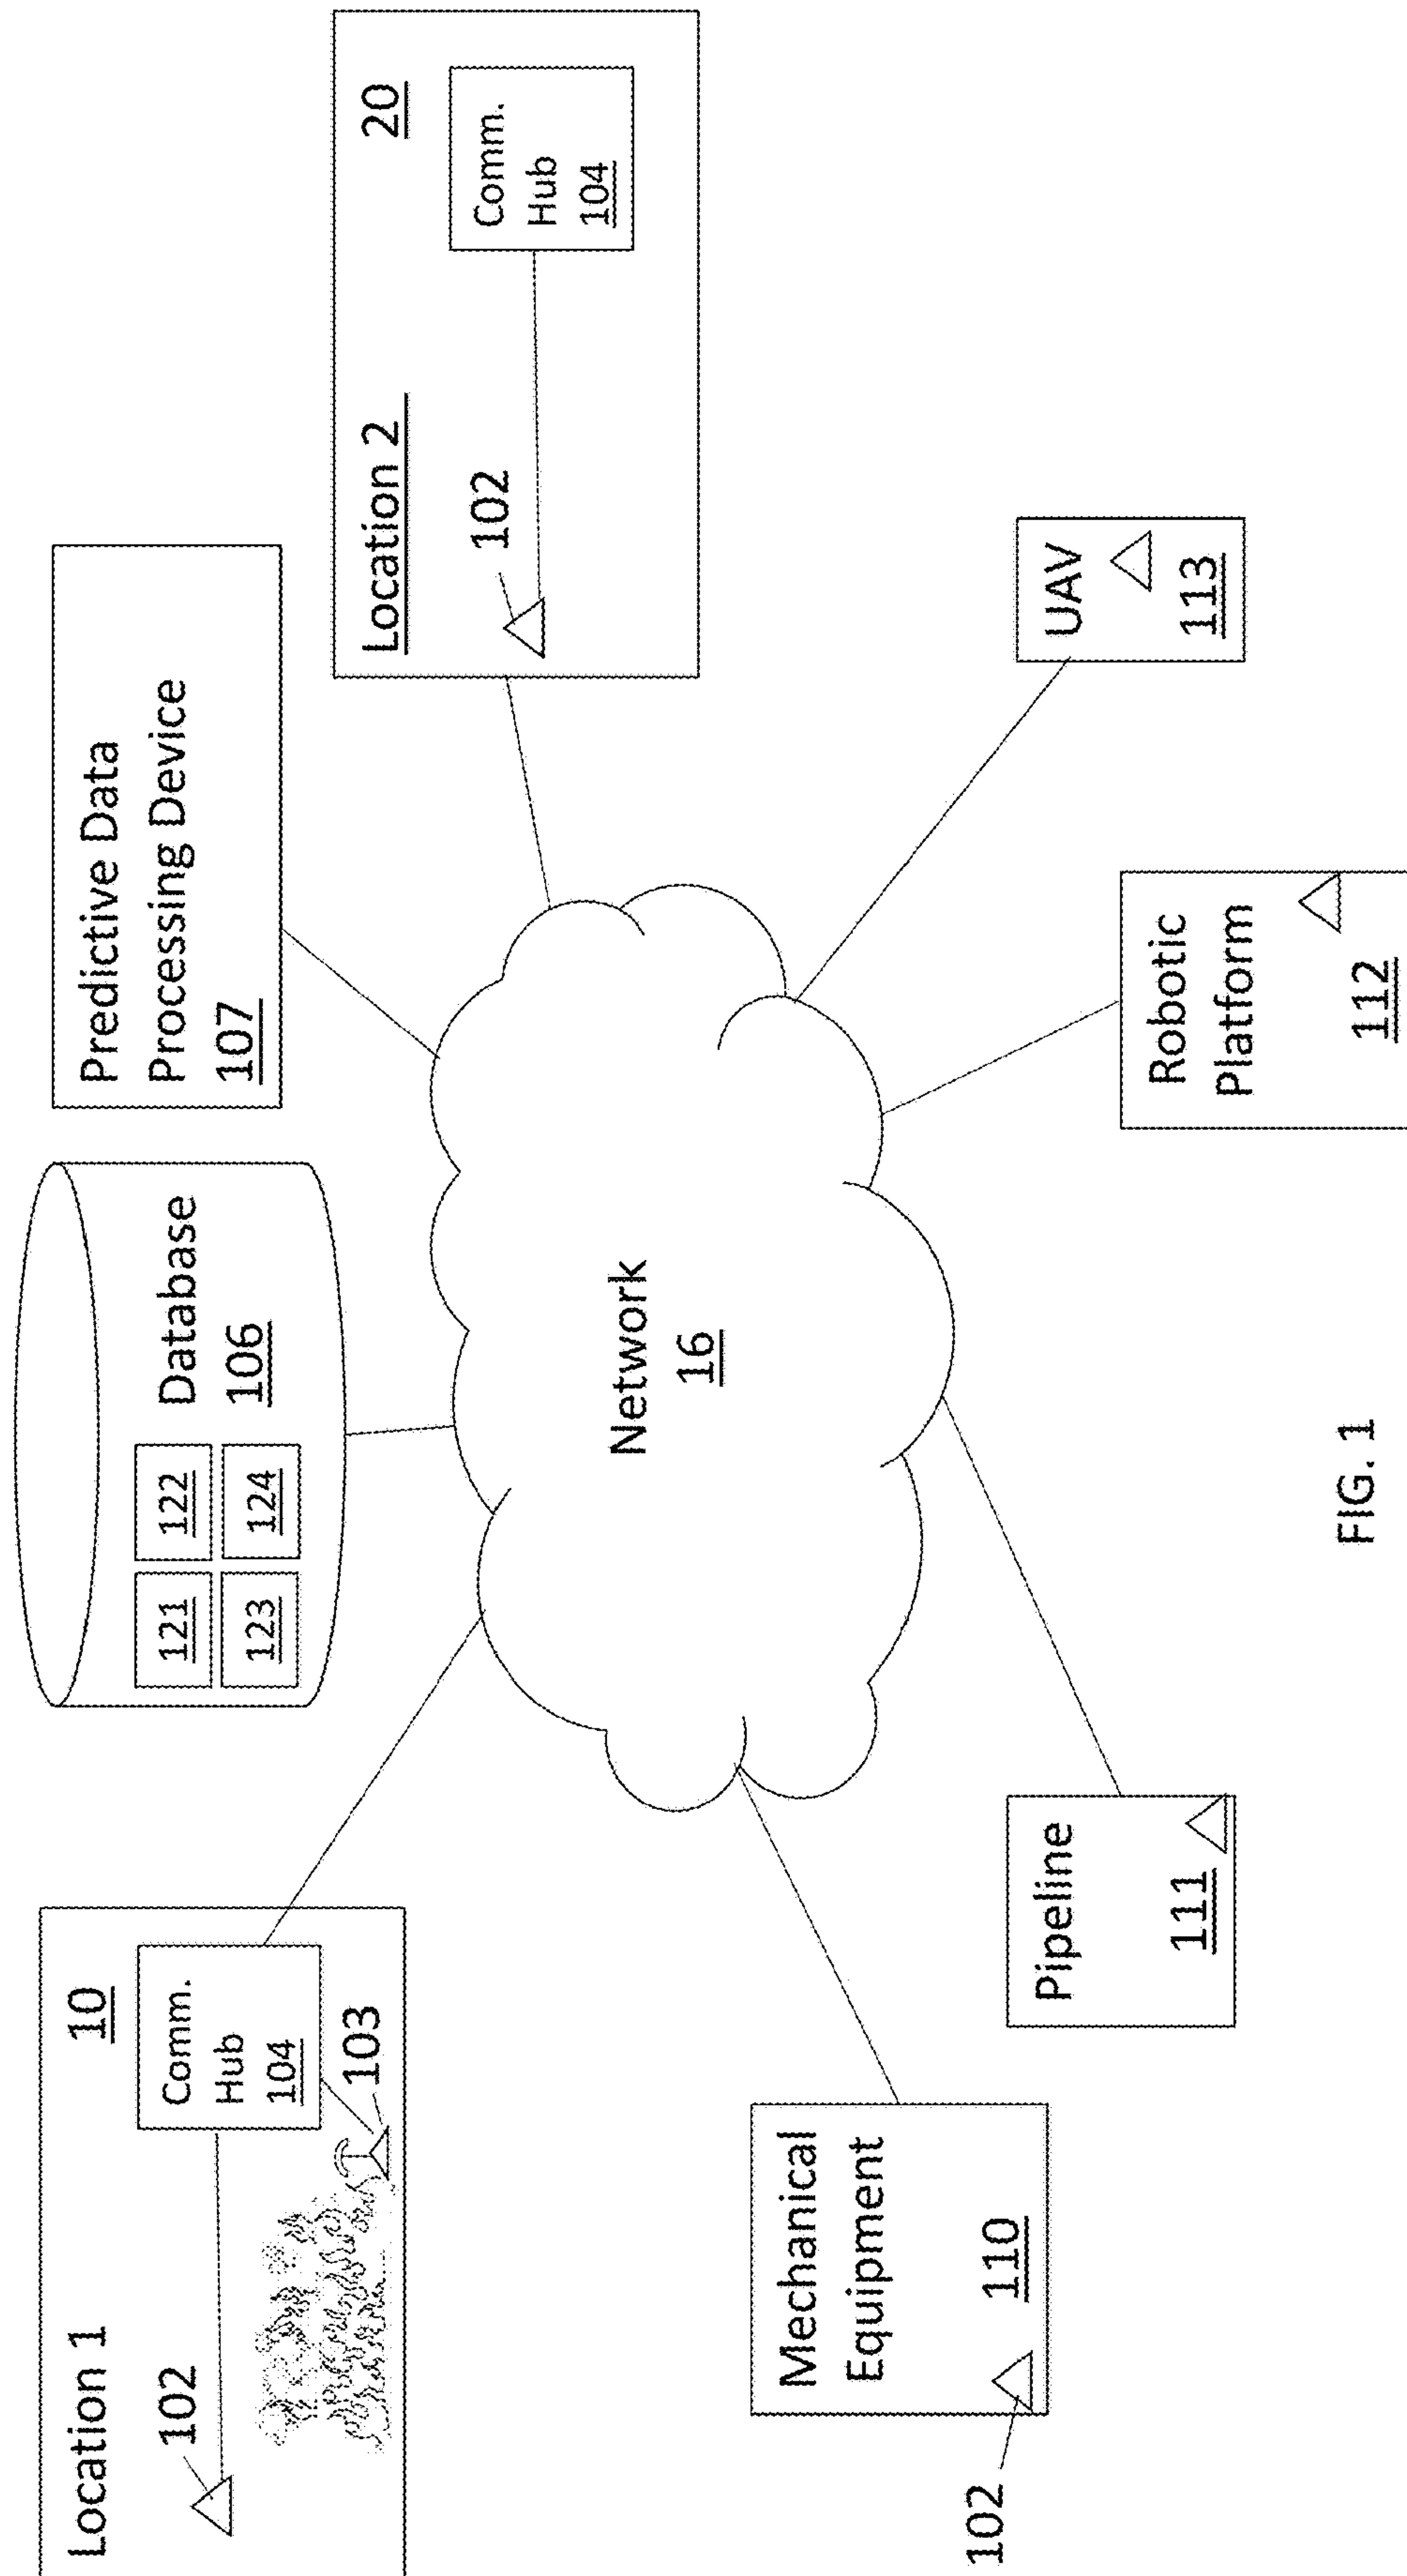 Location 1
10
102
Comm.
Hub
104
103
121
122
123
124
Database
106
Predictive Data
Processing Device
107
Location 2
20
102
Comm.
Hub
104
Network
16
Mechanical
Equipment
110
102
Pipeline
111
Robotic
Platform
112
UAV
113
FIG. 1